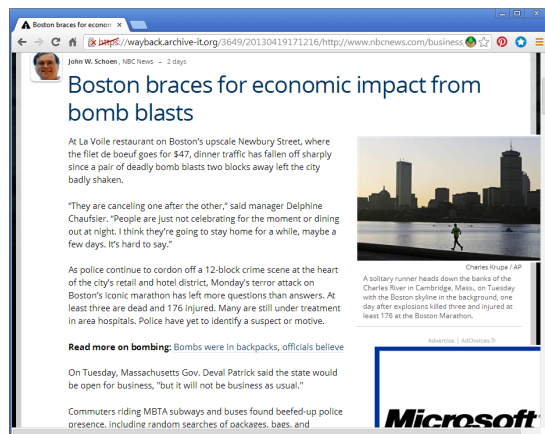 Boston braces for econom
https://wayback.archive-it.org/3649/20130419171216/http://www.nbcnews.com/business
John W. Schoen , NBC News – 2 days
Boston braces for economic impact from
bomb blasts
At La Voile restaurant on Boston's upscale Newbury Street, where
the filet de boeuf goes for $47, dinner traffic has fallen off sharply
since a pair of deadly bomb blasts two blocks away left the city
badly shaken.
"They are canceling one after the other," said manager Delphine
Chaufsier. "People are just not celebrating for the moment or dining
out at night. I think they're going to stay home for a while, maybe a
few days. It's hard to say."
As police continue to cordon off a 12-block crime scene at the heart
of the city's retail and hotel district, Monday's terror attack on
Boston's iconic marathon has left more questions than answers. At
least three are dead and 176 injured. Many are still under treatment
in area hospitals. Police have yet to identify a suspect or motive.
Read more on bombing: Bombs were in backpacks, officials believe
On Tuesday, Massachusetts Gov. Deval Patrick said the state would
be open for business, "but it will not be business as usual."
Commuters riding MBTA subways and buses found beefed-up police
presence, including random searches of packages, bags, and
Charles Krupa / AP
A solitary runner heads down the banks of the
Charles River in Cambridge, Mass., on Tuesday
with the Boston skyline in the background, one
day after explosions killed three and injured at
least 176 at the Boston Marathon.
Advertise | AdChoices
Microsoft